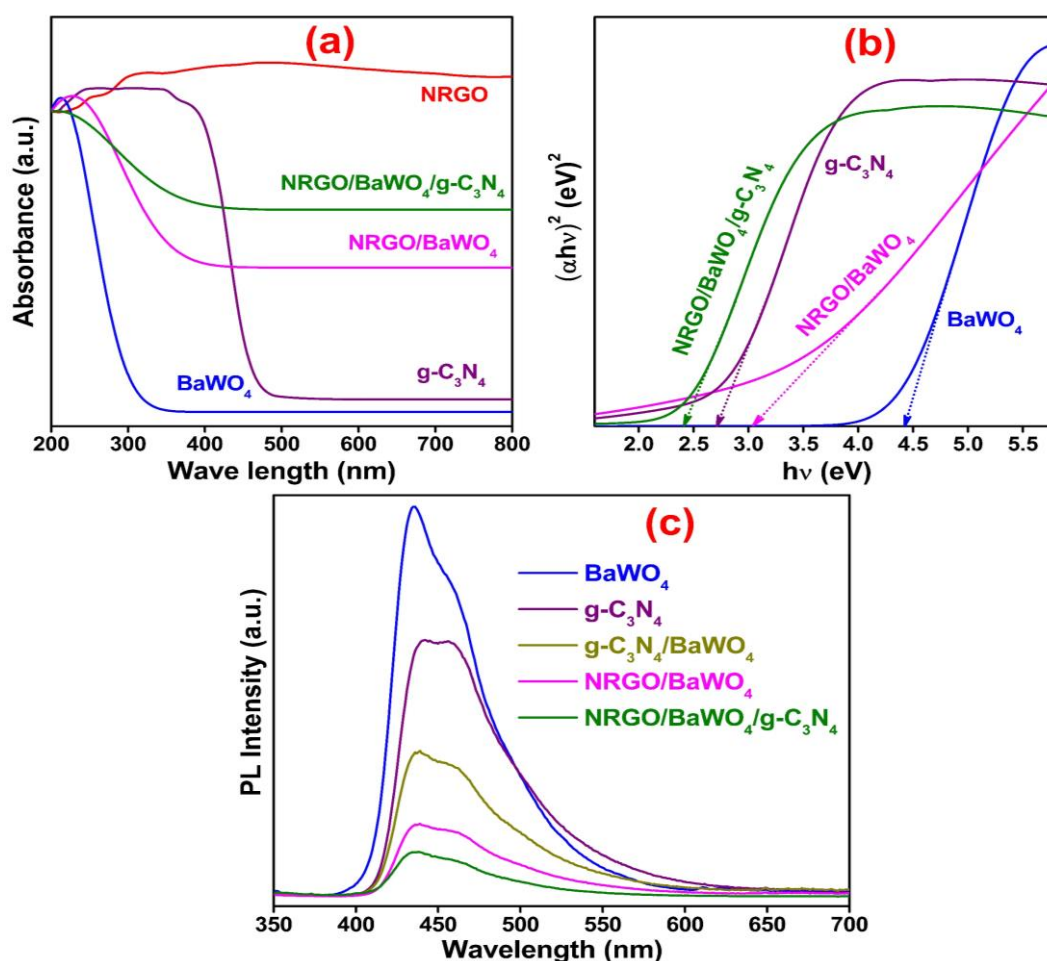 (a)
NRGO
NRGO/BaWO₄/g-C₃N₄
NRGO/BaWO₄
g-C₃N₄
BaWO₄
Absorbance (a.u.)
200 300 400 500 600 700 800
Wave length (nm)
(b)
g-C₃N₄
NRGO/BaWO₄/g-C₃N₄
NRGO/BaWO₄
BaWO₄
(αhν)² (eV)²
2.0 2.5 3.0 3.5 4.0 4.5 5.0 5.5
hν (eV)
(c)
BaWO₄
g-C₃N₄
g-C₃N₄/BaWO₄
NRGO/BaWO₄
NRGO/BaWO₄/g-C₃N₄
PL Intensity (a.u.)
350 400 450 500 550 600 650 700
Wavelength (nm)